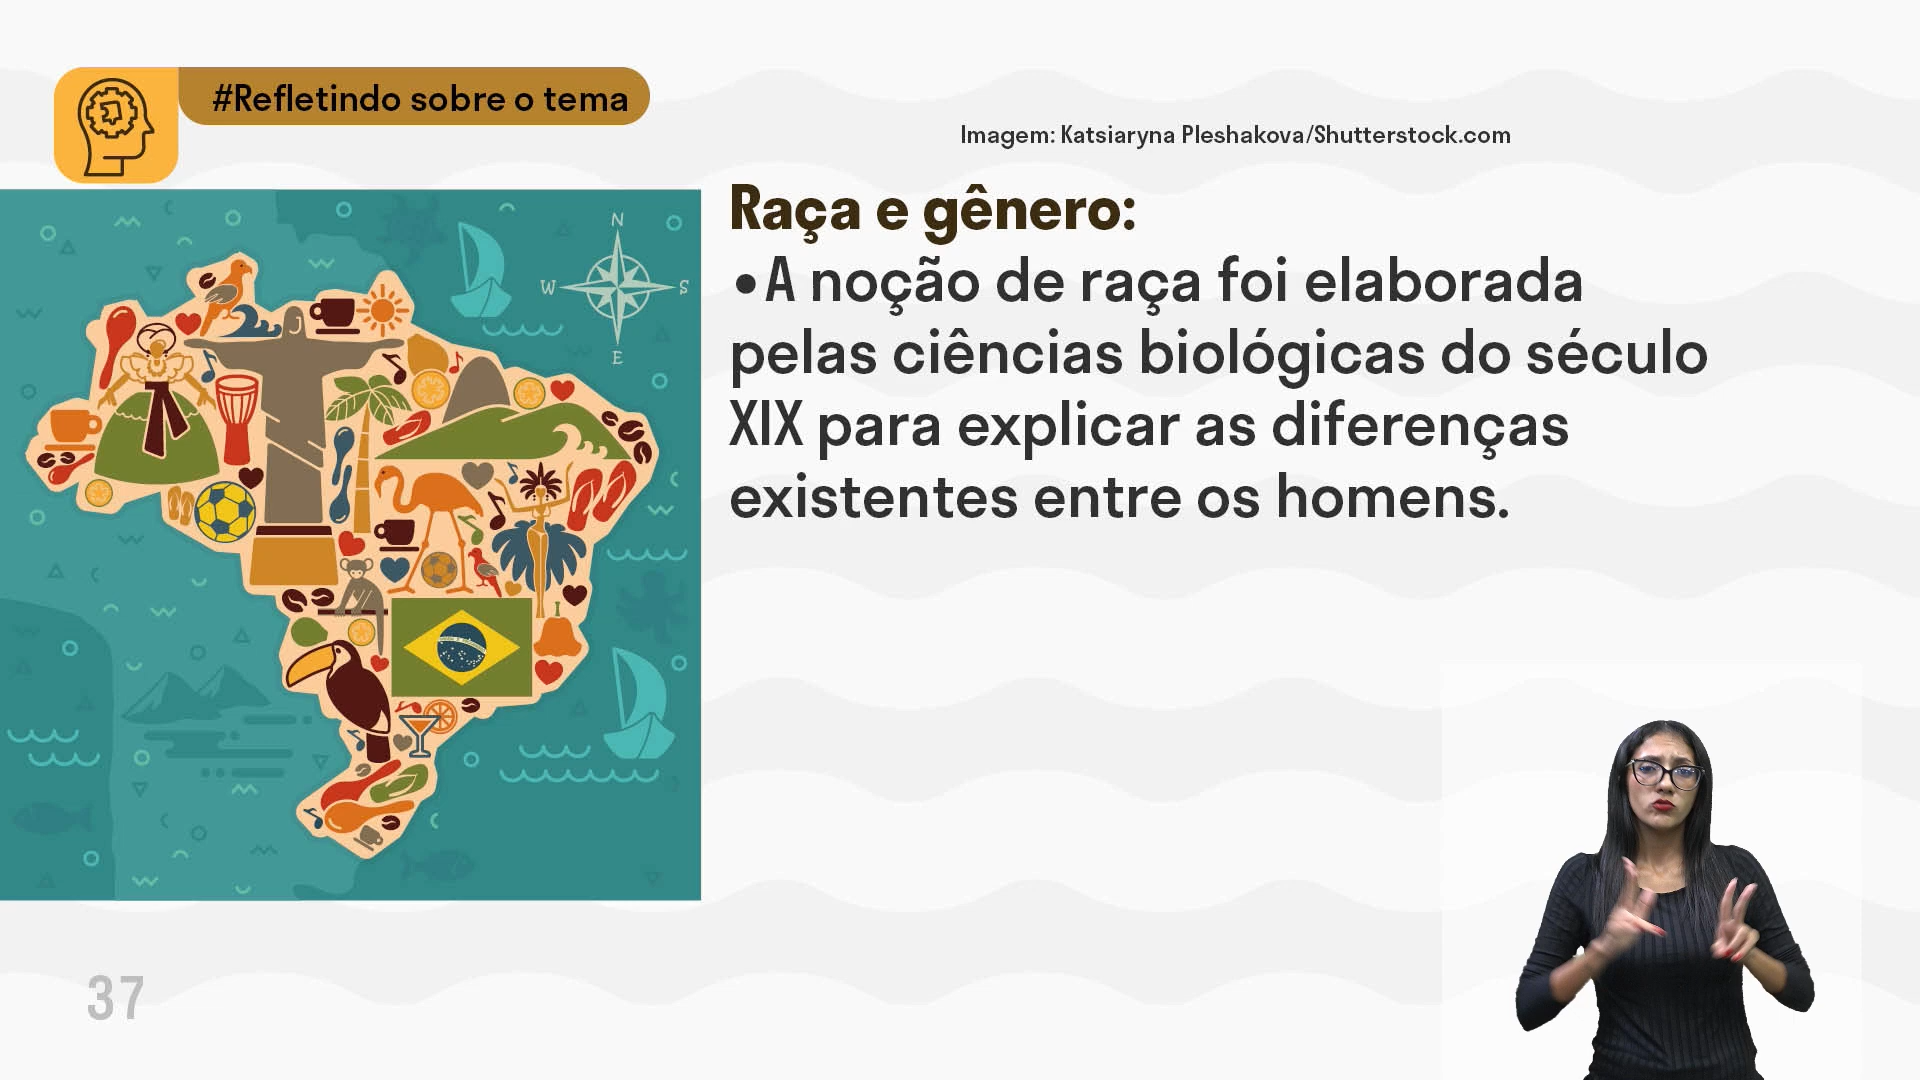 #Refletindo sobre o tema
Imagem: Katsiaryna Pleshakova/Shutterstock.com
N
W
S
E
Raça e gênero:
•A noção de raça foi elaborada
pelas ciências biológicas do século
XIX para explicar as diferenças
existentes entre os homens.
37